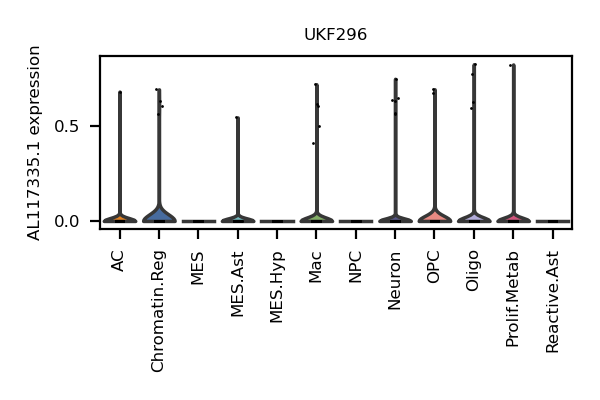 UKF296
AL117335.1 expression
0.5
0.0
AC
Chromatin.Reg
MES
MES.Ast
MES.Hyp
Mac
NPC
Neuron
OPC
Oligo
Prolif.Metab
Reactive.Ast